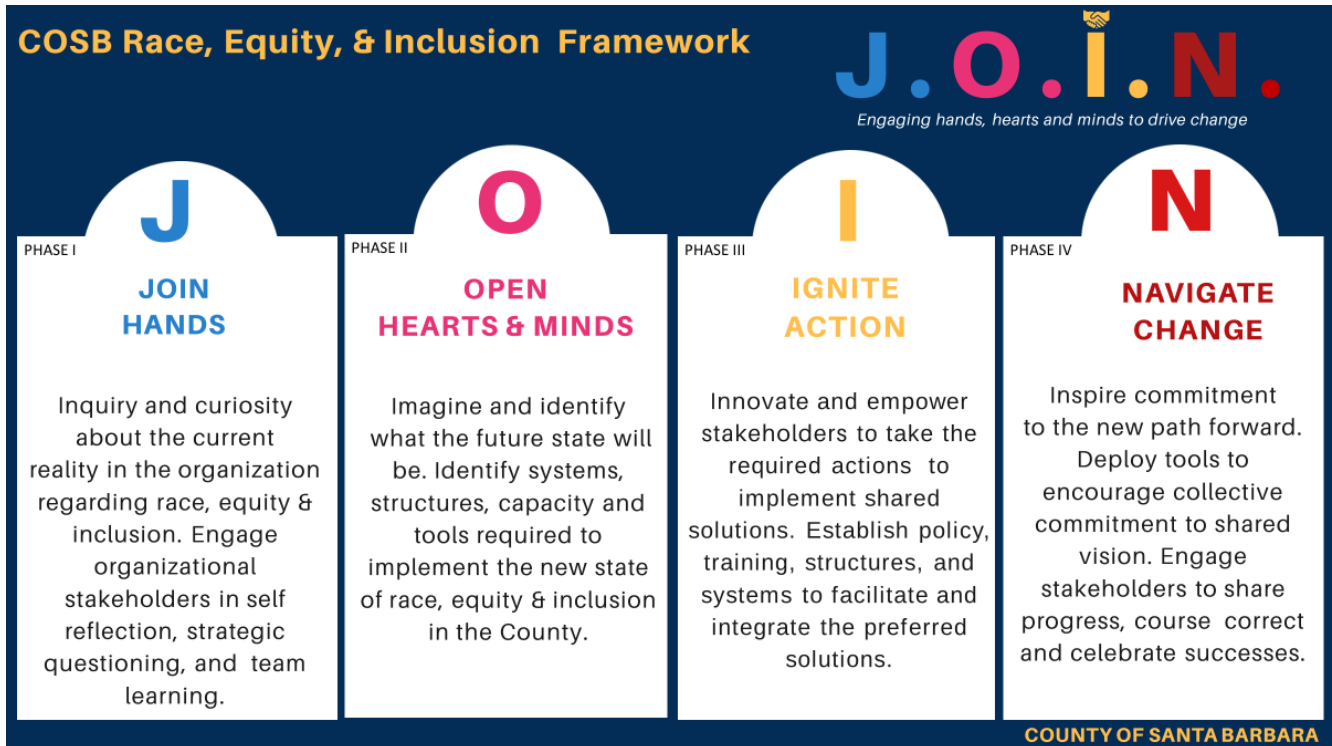 COSB Race, Equity, & Inclusion Framework
J.O.I.N.
Engaging hands, hearts and minds to drive change
J
PHASE I
JOIN
HANDS
Inquiry and curiosity
about the current
reality in the organization
regarding race, equity &
inclusion. Engage
organizational
stakeholders in self
reflection, strategic
questioning, and team
learning.
O
PHASE II
OPEN
HEARTS & MINDS
Imagine and identify
what the future state will
be. Identify systems,
structures, capacity and
tools required to
implement the new state
of race, equity & inclusion
in the County.
I
PHASE III
IGNITE
ACTION
Innovate and empower
stakeholders to take the
required actions to
implement shared
solutions. Establish policy,
training, structures, and
systems to facilitate and
integrate the preferred
solutions.
N
PHASE IV
NAVIGATE
CHANGE
Inspire commitment
to the new path forward.
Deploy tools to
encourage collective
commitment to shared
vision. Engage
stakeholders to share
progress, course correct
and celebrate successes.
COUNTY OF SANTA BARBARA